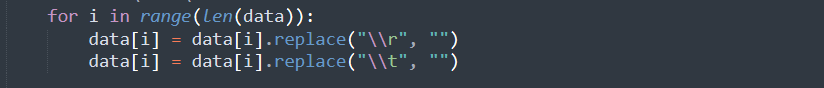 for i in range(len(data)):
    data[i] = data[i].replace("\\r", "")
    data[i] = data[i].replace("\\t", "")